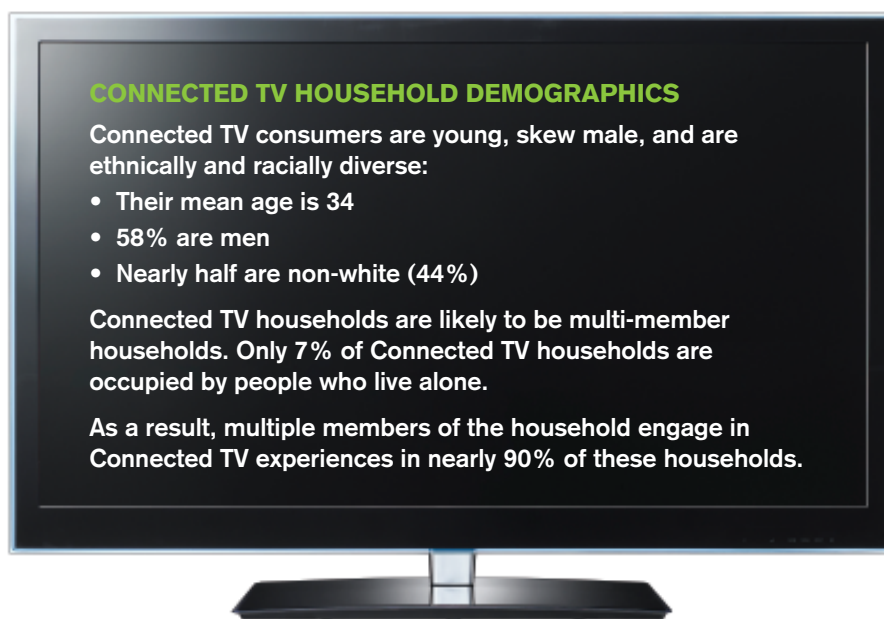 CONNECTED TV HOUSEHOLD DEMOGRAPHICS
Connected TV consumers are young, skew male, and are
ethnically and racially diverse:
• Their mean age is 34
• 58% are men
• Nearly half are non-white (44%)
Connected TV households are likely to be multi-member
households. Only 7% of Connected TV households are
occupied by people who live alone.
As a result, multiple members of the household engage in
Connected TV experiences in nearly 90% of these households.